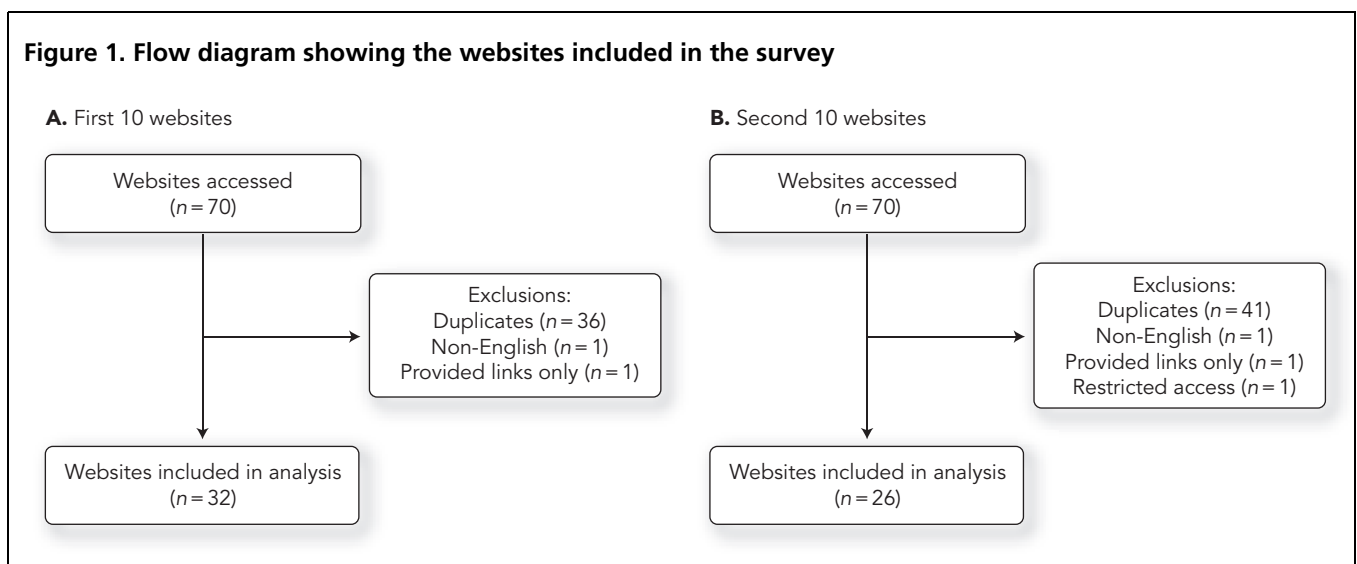 Figure 1. Flow diagram showing the websites included in the survey
A. First 10 websites
Websites accessed
(n = 70)
Exclusions:
Duplicates (n = 36)
Non-English (n = 1)
Provided links only (n = 1)
Websites included in analysis
(n = 32)
B. Second 10 websites
Websites accessed
(n = 70)
Exclusions:
Duplicates (n = 41)
Non-English (n = 1)
Provided links only (n = 1)
Restricted access (n = 1)
Websites included in analysis
(n = 26)